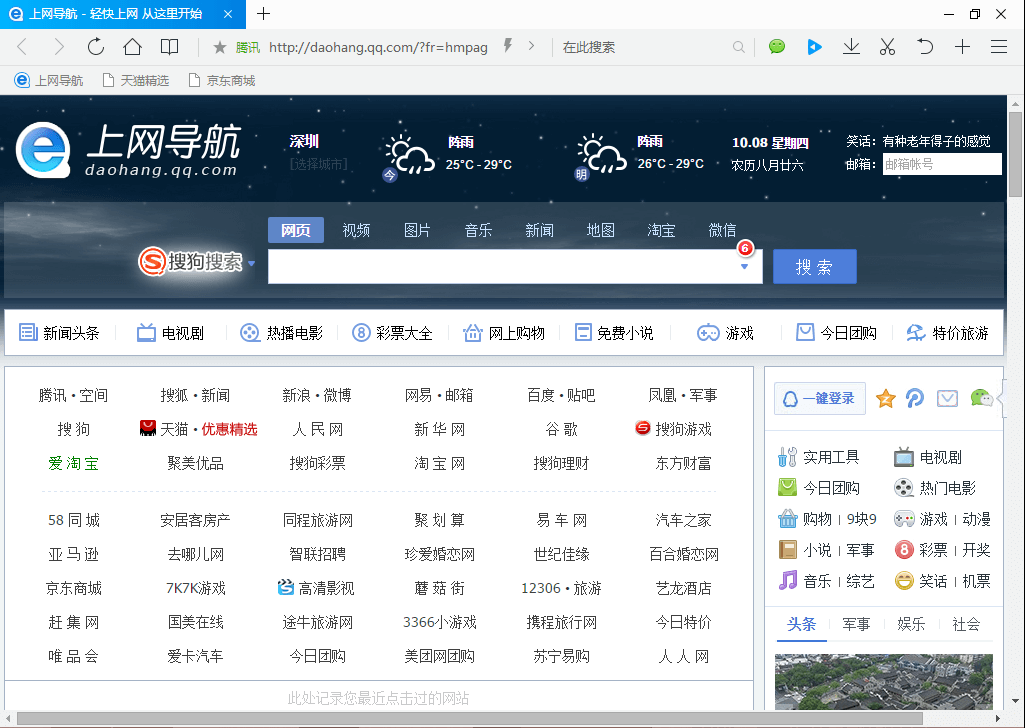 上网导航 - 轻快上网 从这里开始
腾讯 http://daohang.qq.com/?fr=hmpag 在此搜索
上网导航 天猫精选 京东商城
上网导航
daohang.qq.com
深圳
[选择城市]
今
阵雨
25°C - 29°C
明
阵雨
26°C - 29°C
10.08 星期四
农历八月廿六
笑话: 有种老年得子的感觉
邮箱: 邮箱帐号
网页 视频 图片 音乐 新闻 地图 淘宝 微信
搜狗搜索
6
搜 索
新闻头条 电视剧 热播电影 彩票大全 网上购物 免费小说 游戏 今日团购 特价旅游
腾讯 • 空间 搜狐 • 新闻 新浪 • 微博 网易 • 邮箱 百度 • 贴吧 凤凰 • 军事
搜 狗 天猫 • 优惠精选 人 民 网 新 华 网 谷 歌 搜狗游戏
爱 淘 宝 聚美优品 搜狗彩票 淘 宝 网 搜狗理财 东方财富
58 同 城 安居客房产 同程旅游网 聚 划 算 易 车 网 汽车之家
亚 马 逊 去哪儿网 智联招聘 珍爱婚恋网 世纪佳缘 百合婚恋网
京东商城 7K7K游戏 高清影视 蘑 菇 街 12306 • 旅游 艺龙酒店
赶 集 网 国美在线 途牛旅游网 3366小游戏 携程旅行网 今日特价
唯 品 会 爱卡汽车 今日团购 美团网团购 苏宁易购 人 人 网
此处记录您最近点击过的网站
一键登录
实用工具 电视剧
今日团购 热门电影
购物 | 9块9 游戏 | 动漫
小说 | 军事 彩票 | 开奖
音乐 | 综艺 笑话 | 机票
头条 军事 娱乐 社会